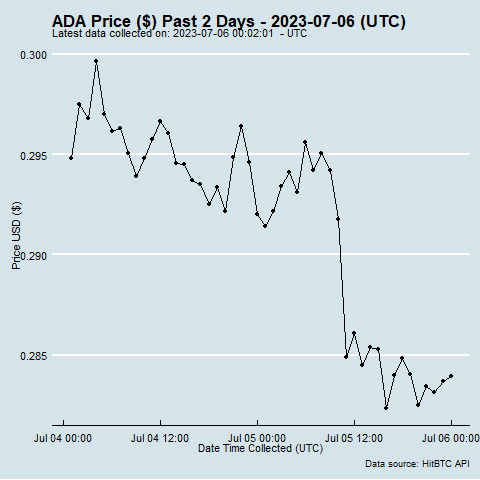 ADA Price ($) Past 2 Days - 2023-07-06 (UTC)
Latest data collected on: 2023-07-06 00:02:01  - UTC
0.300
0.295
0.290
0.285
Price USD ($)
Jul 04 00:00 Jul 04 12:00 Jul 05 00:00 Jul 05 12:00 Jul 06 00:00
Date Time Collected (UTC)
Data source: HitBTC API